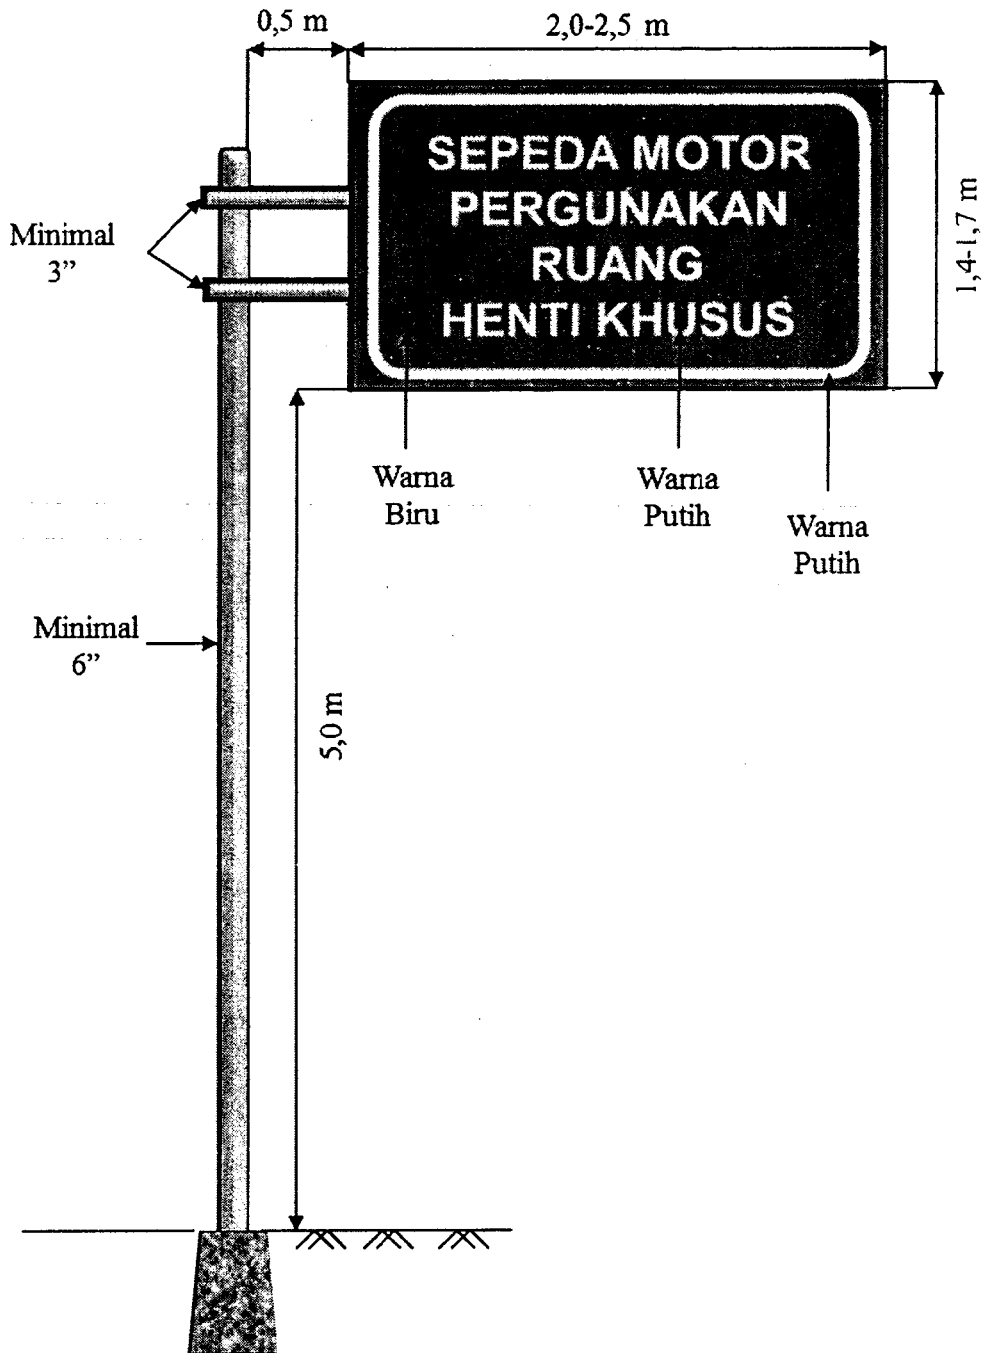 0,5 m
2,0-2,5 m
SEPEDA MOTOR
PERGUNAKAN
RUANG
HENTI KHUSUS
1,4-1,7 m
Minimal
3”
Warna
Biru
Warna
Putih
Warna
Putih
Minimal
6”
5,0 m